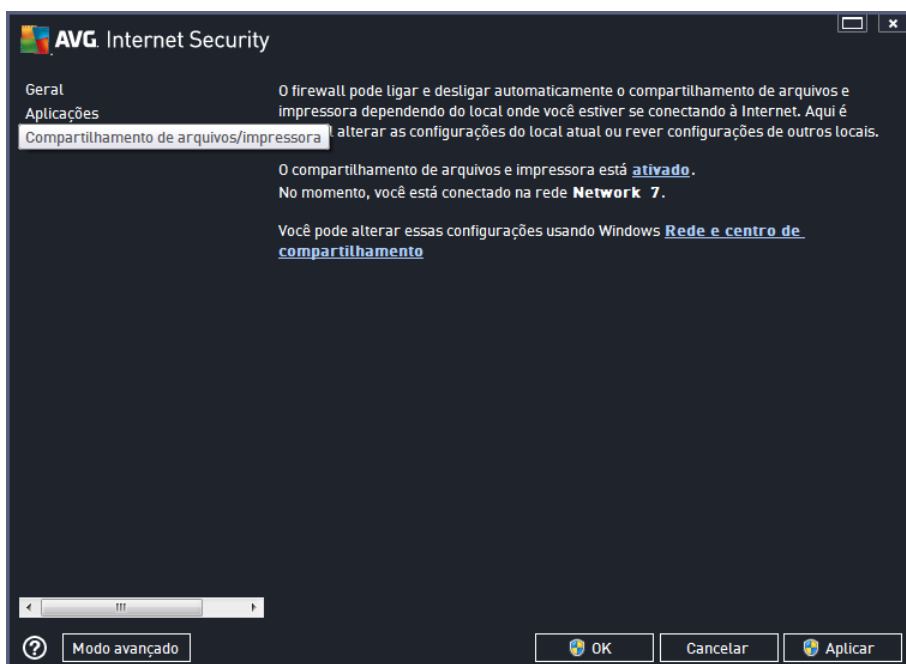 AVG. Internet Security
Geral
Aplicações
Compartilhamento de arquivos/impressora
O firewall pode ligar e desligar automaticamente o compartilhamento de arquivos e
impressora dependendo do local onde você estiver se conectando à Internet. Aqui é
l alterar as configurações do local atual ou rever configurações de outros locais.
O compartilhamento de arquivos e impressora está ativado.
No momento, você está conectado na rede Network 7.
Você pode alterar essas configurações usando Windows Rede e centro de
compartilhamento
? Modo avançado
OK
Cancelar
Aplicar